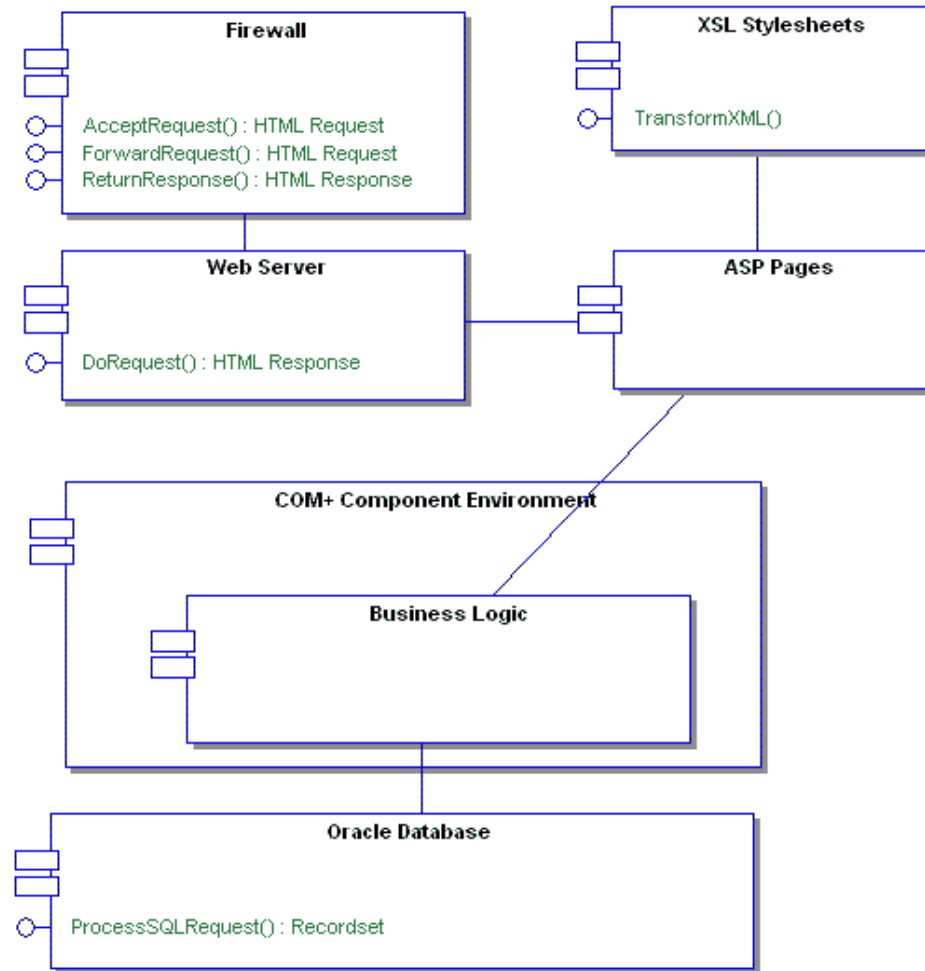 Firewall
AcceptRequest() : HTML Request
ForwardRequest() : HTML Request
ReturnResponse() : HTML Response
XSL Stylesheets
TransformXML()
Web Server
DoRequest() : HTML Response
ASP Pages
COM+ Component Environment
Business Logic
Oracle Database
ProcessSQLRequest() : Recordset